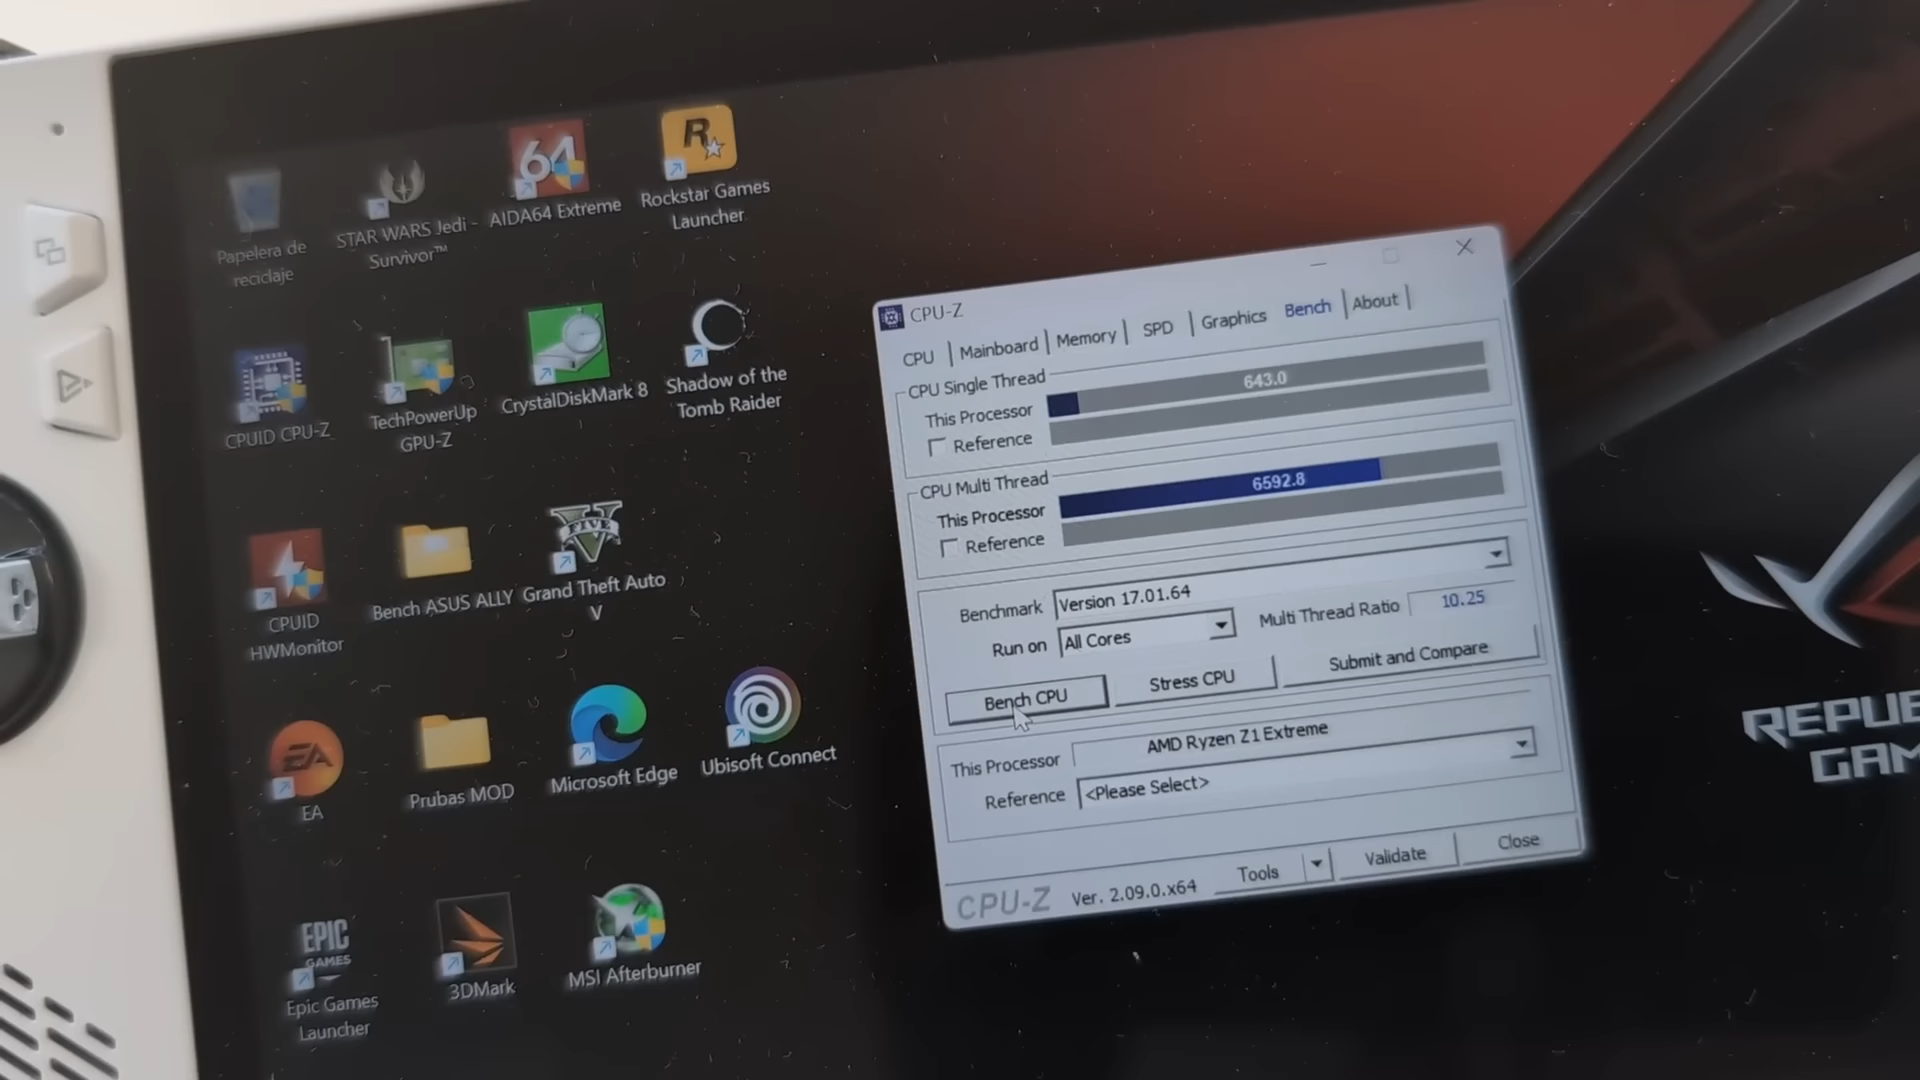 Papelera de
reciclaje
STAR WARS Jedi -
Survivor™
64
AIDA64 Extreme
R
Rockstar Games
Launcher
CPUID CPU-Z
TechPowerUp
GPU-Z
CrystalDiskMark 8
Shadow of the
Tomb Raider
CPUID
HWMonitor
Bench ASUS ALLY
FIVE
Grand Theft Auto
V
EA
EA
Prubas MOD
Microsoft Edge
Ubisoft Connect
EPIC
GAMES
Epic Games
Launcher
3DMark
MSI Afterburner
CPU-Z
CPU
Mainboard
Memory
SPD
Graphics
Bench
About
CPU Single Thread
This Processor
643.0
Reference
CPU Multi Thread
This Processor
6592.8
Reference
Benchmark
Version 17.01.64
Run on
All Cores
Multi Thread Ratio
10.25
Bench CPU
Stress CPU
Submit and Compare
This Processor
AMD Ryzen Z1 Extreme
Reference
<Please Select>
CPU-Z
Ver. 2.09.0.x64
Tools
Validate
Close
REPUB
GAM